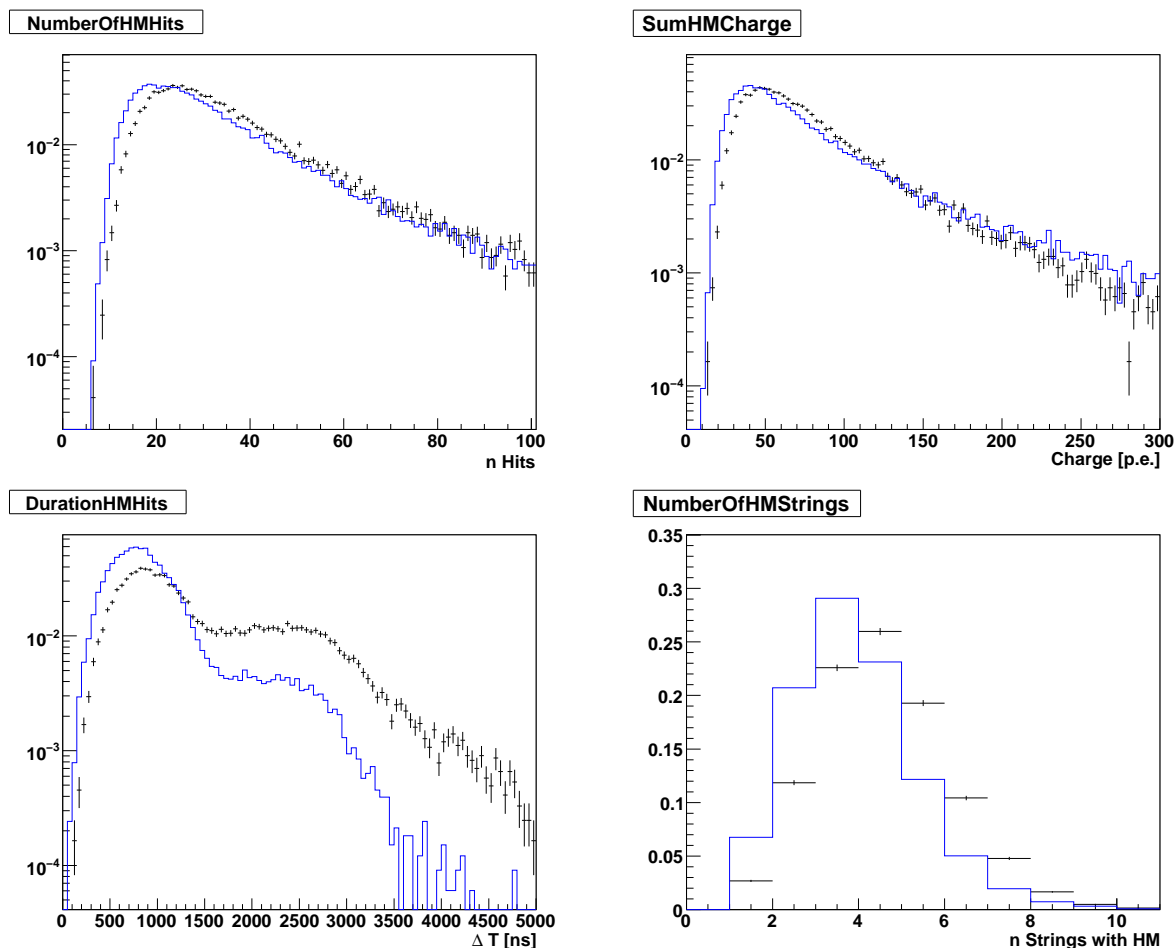 NumberOfHMHits
10⁻²
10⁻³
10⁻⁴
0 20 40 60 80 100
n Hits
SumHMCharge
10⁻²
10⁻³
10⁻⁴
0 50 100 150 200 250 300
Charge [p.e.]
DurationHMHits
10⁻²
10⁻³
10⁻⁴
0 500 1000 1500 2000 2500 3000 3500 4000 4500 5000
Δ T [ns]
NumberOfHMStrings
0.35
0.3
0.25
0.2
0.15
0.1
0.05
0
2 4 6 8 10
n Strings with HM